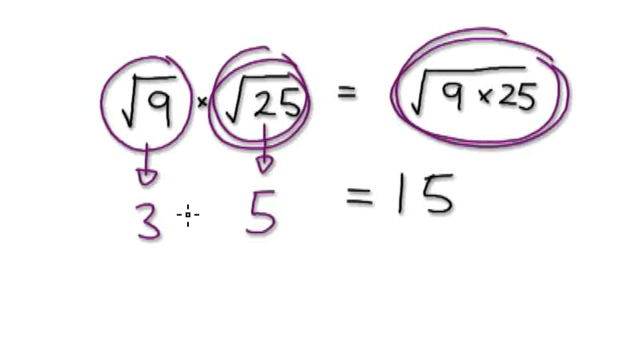 √9 × √25 = √9 × 25
3 5 = 15